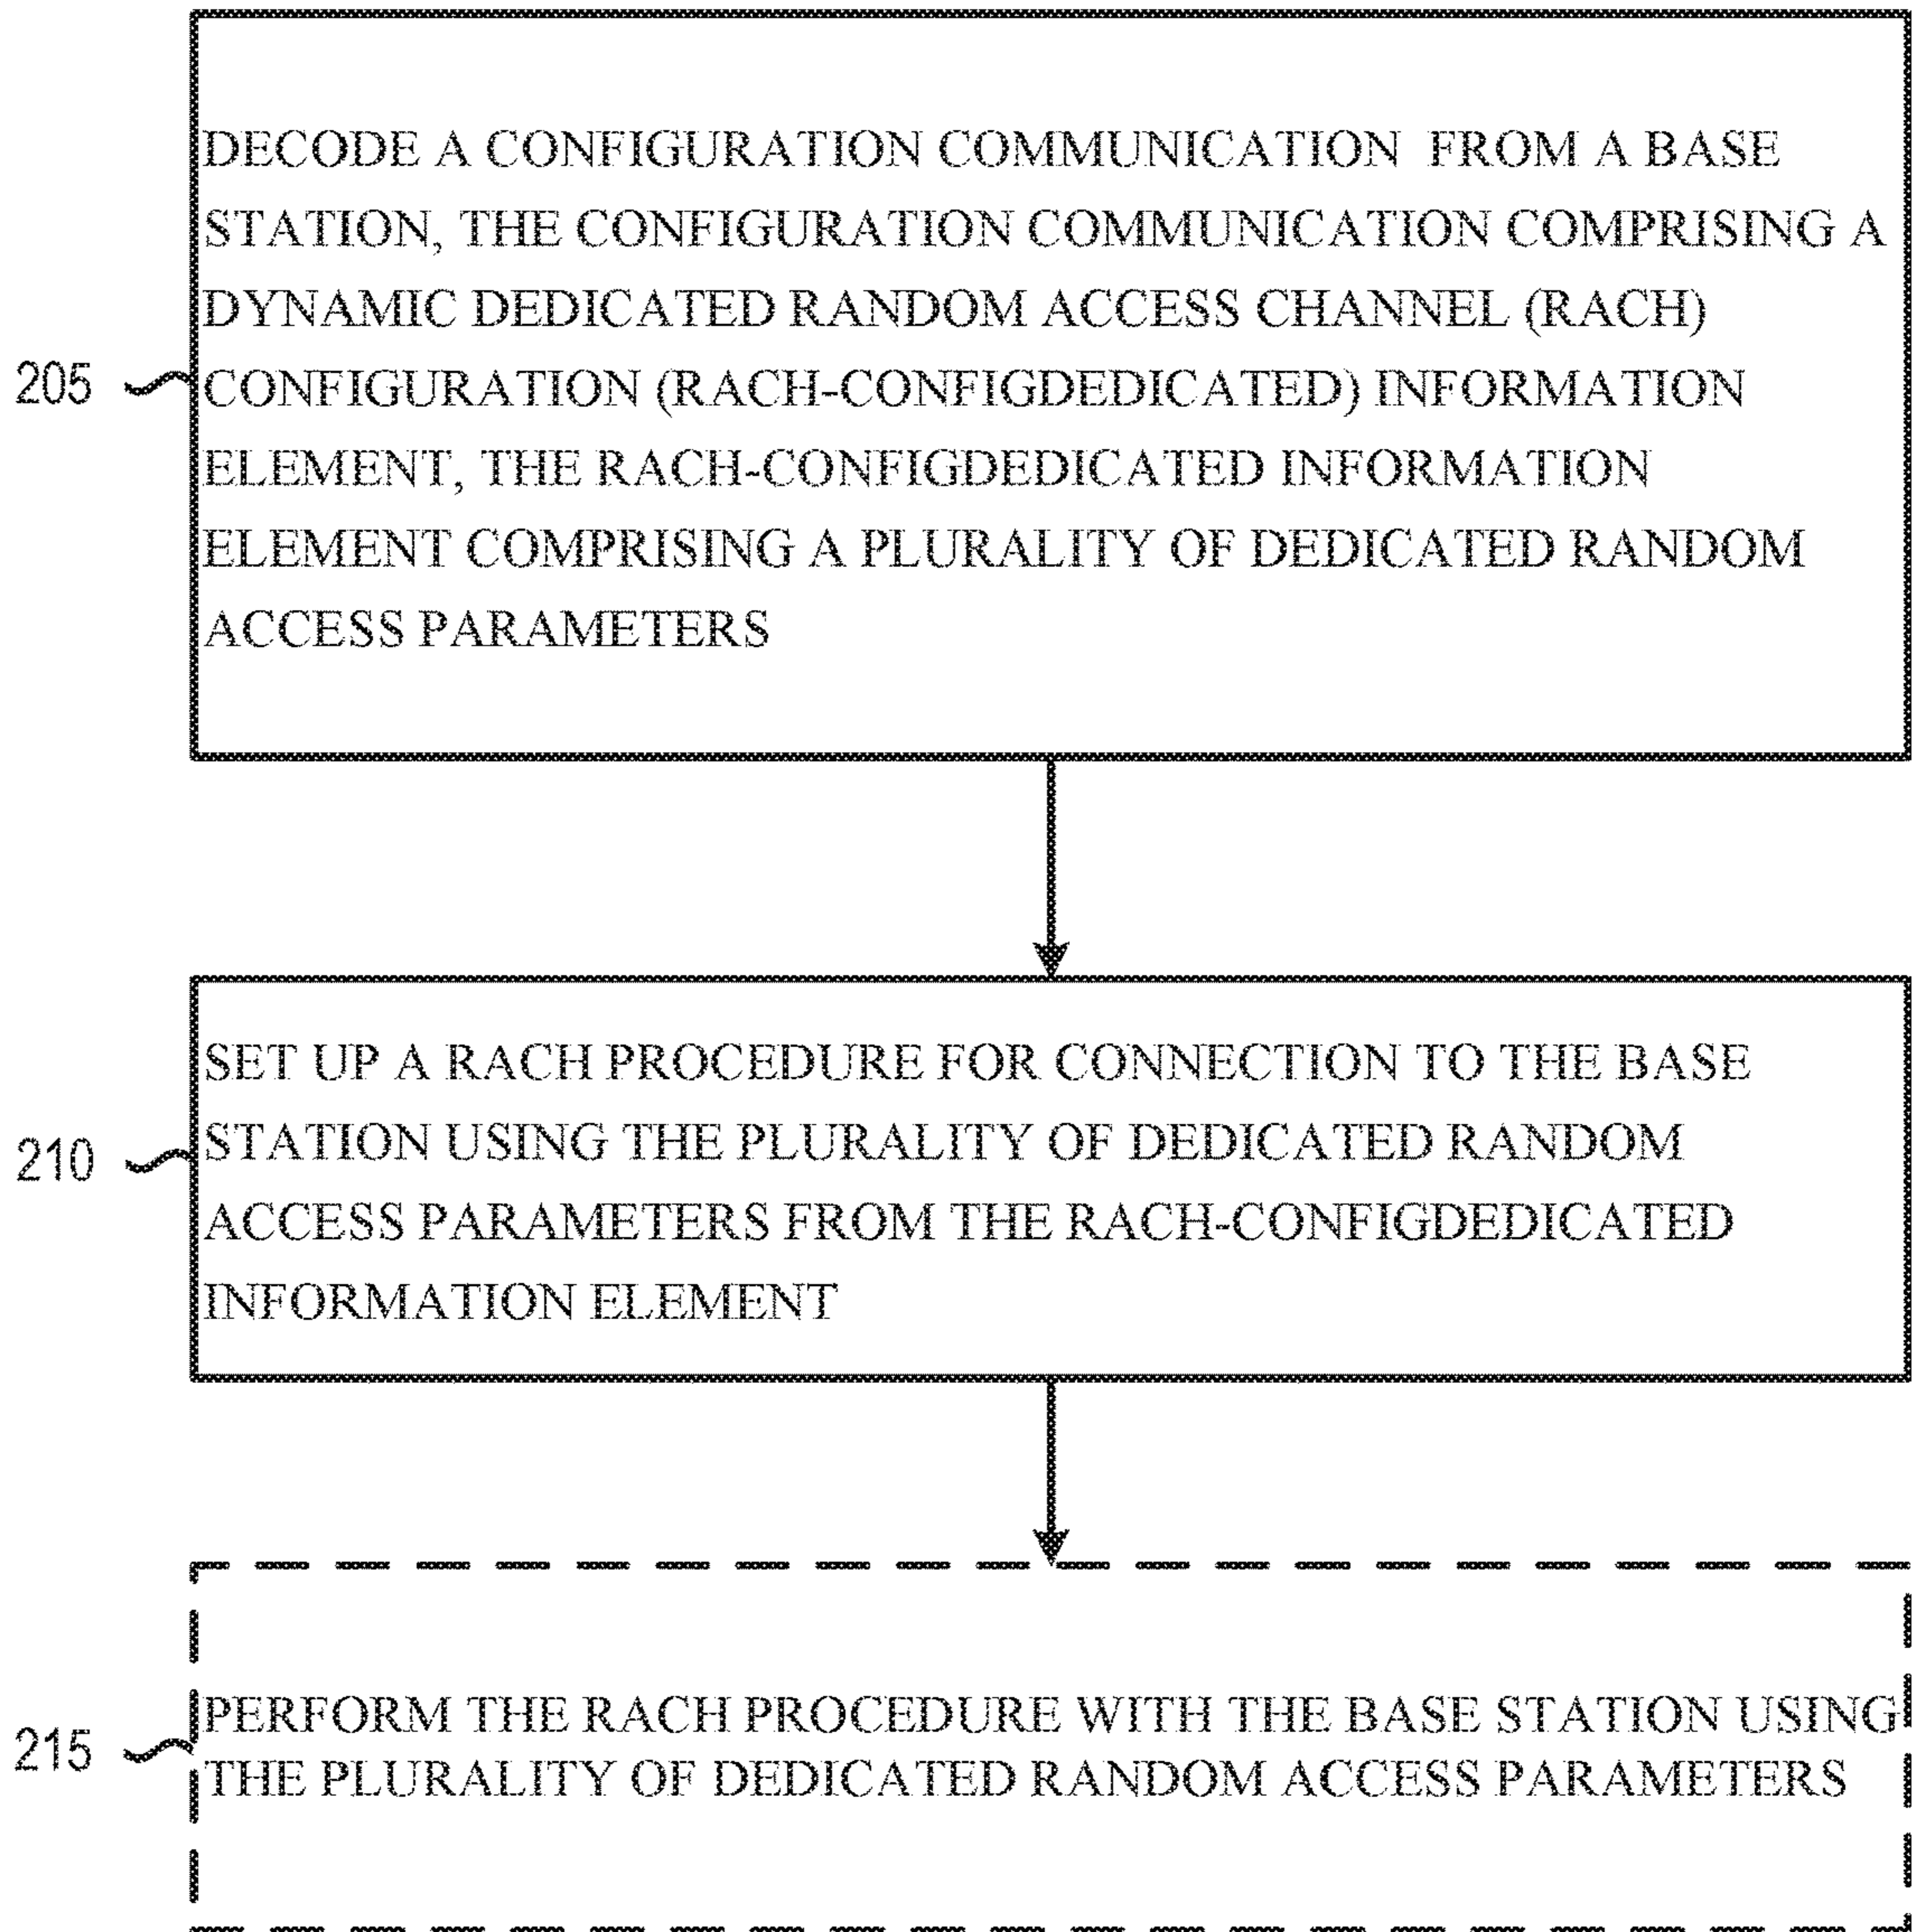 DECODE A CONFIGURATION COMMUNICATION FROM A BASE
STATION, THE CONFIGURATION COMMUNICATION COMPRISING A
DYNAMIC DEDICATED RANDOM ACCESS CHANNEL (RACH)
205
CONFIGURATION (RACH-CONFIGDEDICATED) INFORMATION
ELEMENT, THE RACH-CONFIGDEDICATED INFORMATION
ELEMENT COMPRISING A PLURALITY OF DEDICATED RANDOM
ACCESS PARAMETERS
SET UP A RACH PROCEDURE FOR CONNECTION TO THE BASE
210
STATION USING THE PLURALITY OF DEDICATED RANDOM
ACCESS PARAMETERS FROM THE RACH-CONFIGDEDICATED
INFORMATION ELEMENT
215
PERFORM THE RACH PROCEDURE WITH THE BASE STATION USING
THE PLURALITY OF DEDICATED RANDOM ACCESS PARAMETERS